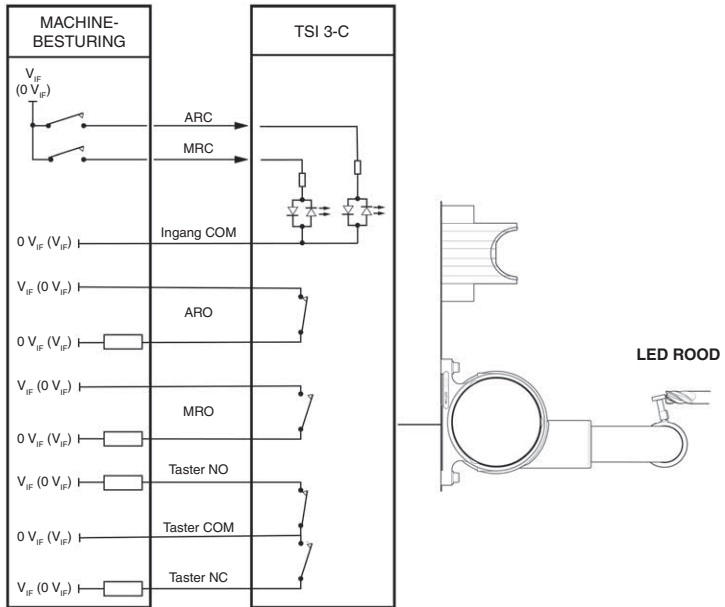 MACHINE-
BESTURING
TSI 3-C
V_IF
(0 V_IF)
ARC
MRC
Ingang COM
0 V_IF (V_IF)
V_IF (0 V_IF)
ARO
0 V_IF (V_IF)
LED ROOD
V_IF (0 V_IF)
MRO
0 V_IF (V_IF)
Taster NO
V_IF (0 V_IF)
Taster COM
0 V_IF (V_IF)
Taster NC
V_IF (0 V_IF)